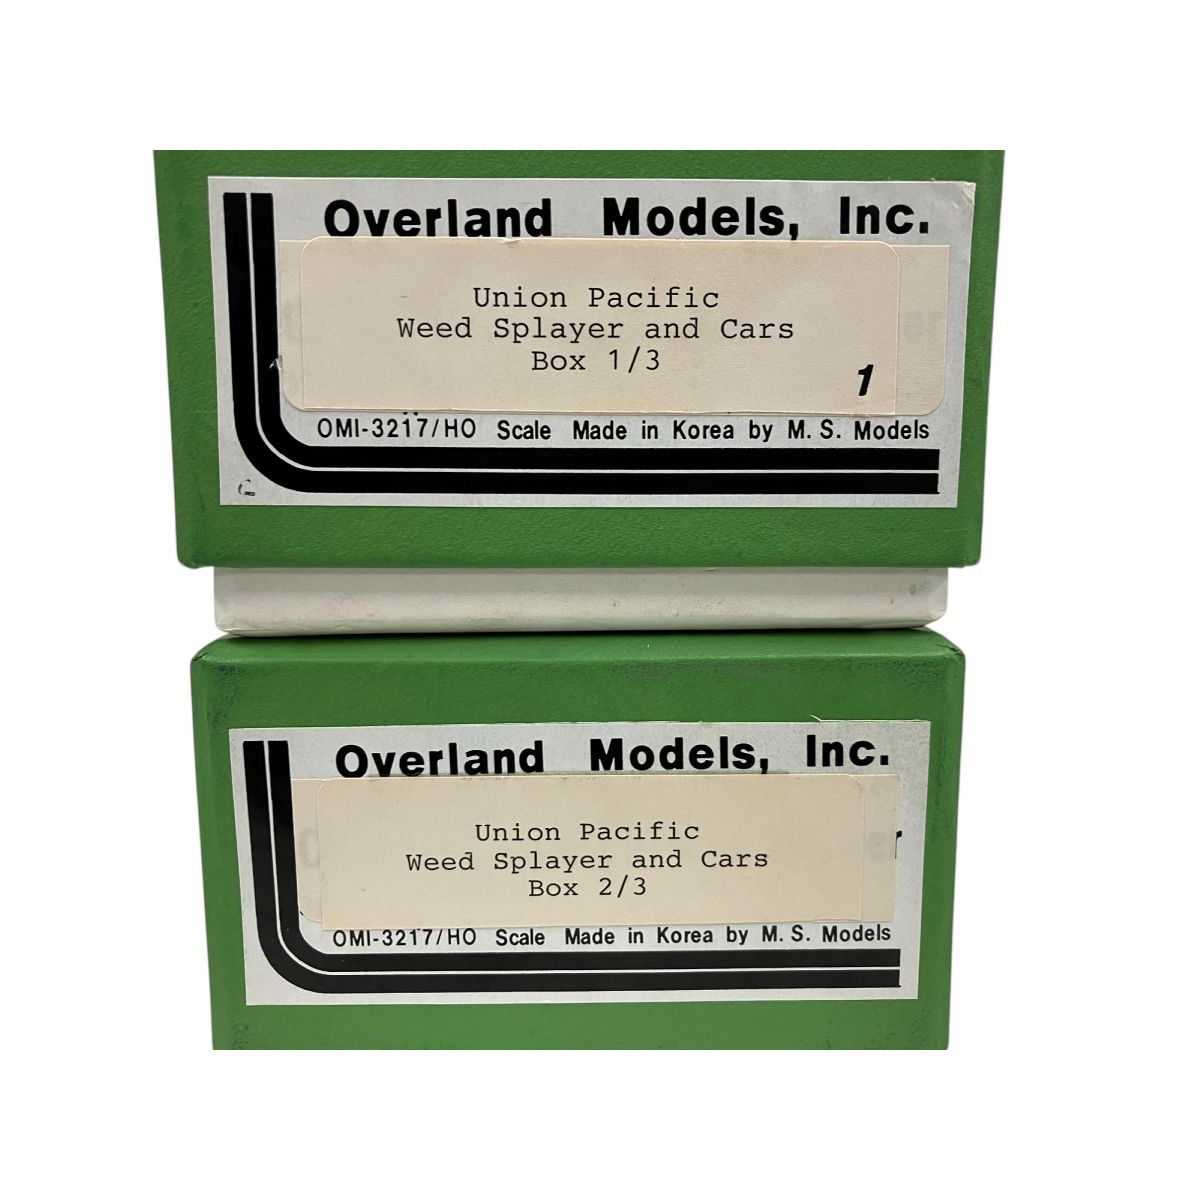 Overland Models, Inc.
Union Pacific
Weed Splayer and Cars
Box 1/3
1
OMI-3217/HO Scale Made in Korea by M. S. Models
Overland Models, Inc.
Union Pacific
Weed Splayer and Cars
Box 2/3
OMI-3217/HO Scale Made in Korea by M. S. Models